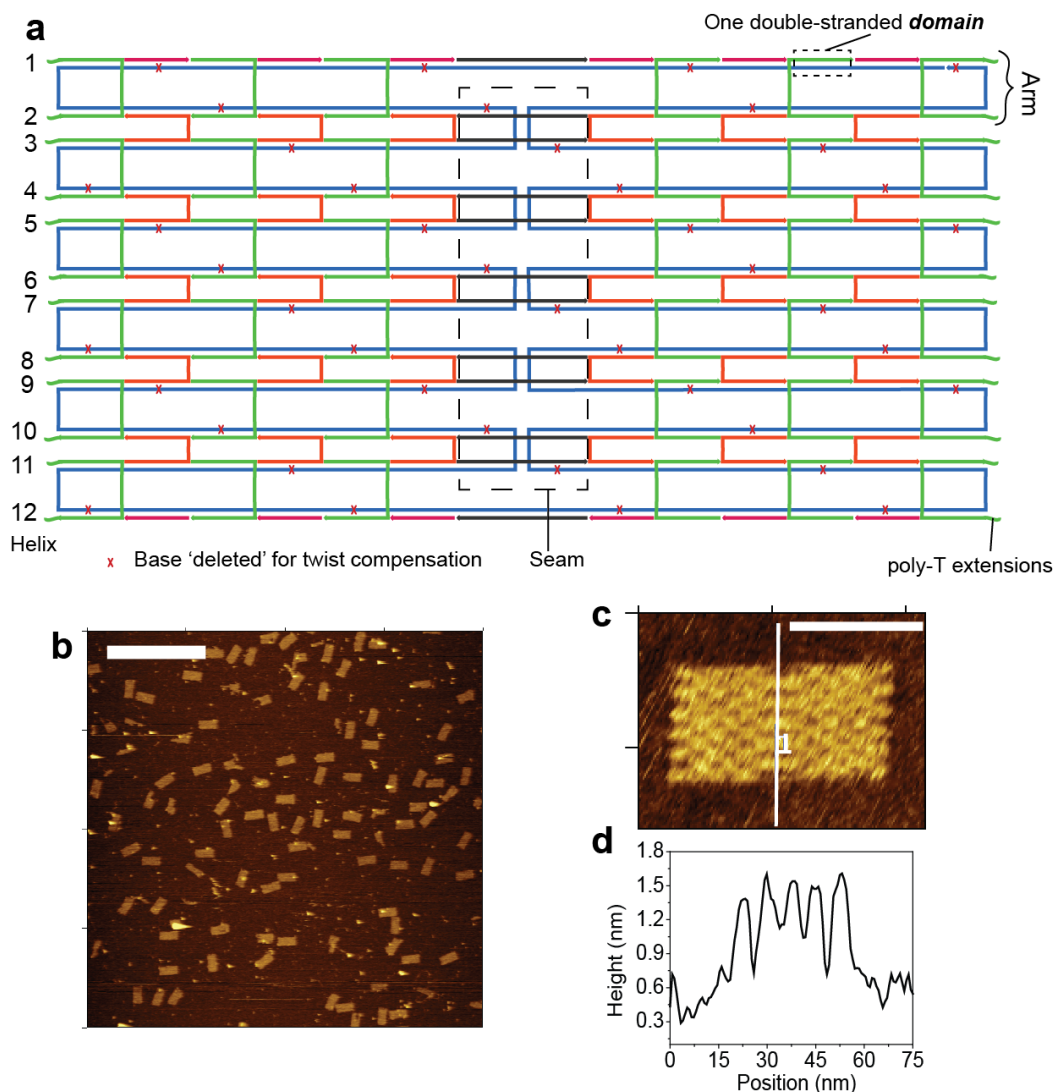 a
One double-stranded domain
Arm
1
2
3
4
5
6
7
8
9
10
11
12
Helix
x Base ‘deleted’ for twist compensation
Seam
poly-T extensions
b
c
1
d
1.8
1.5
1.2
0.9
0.6
0.3
Height (nm)
0 15 30 45 60 75
Position (nm)